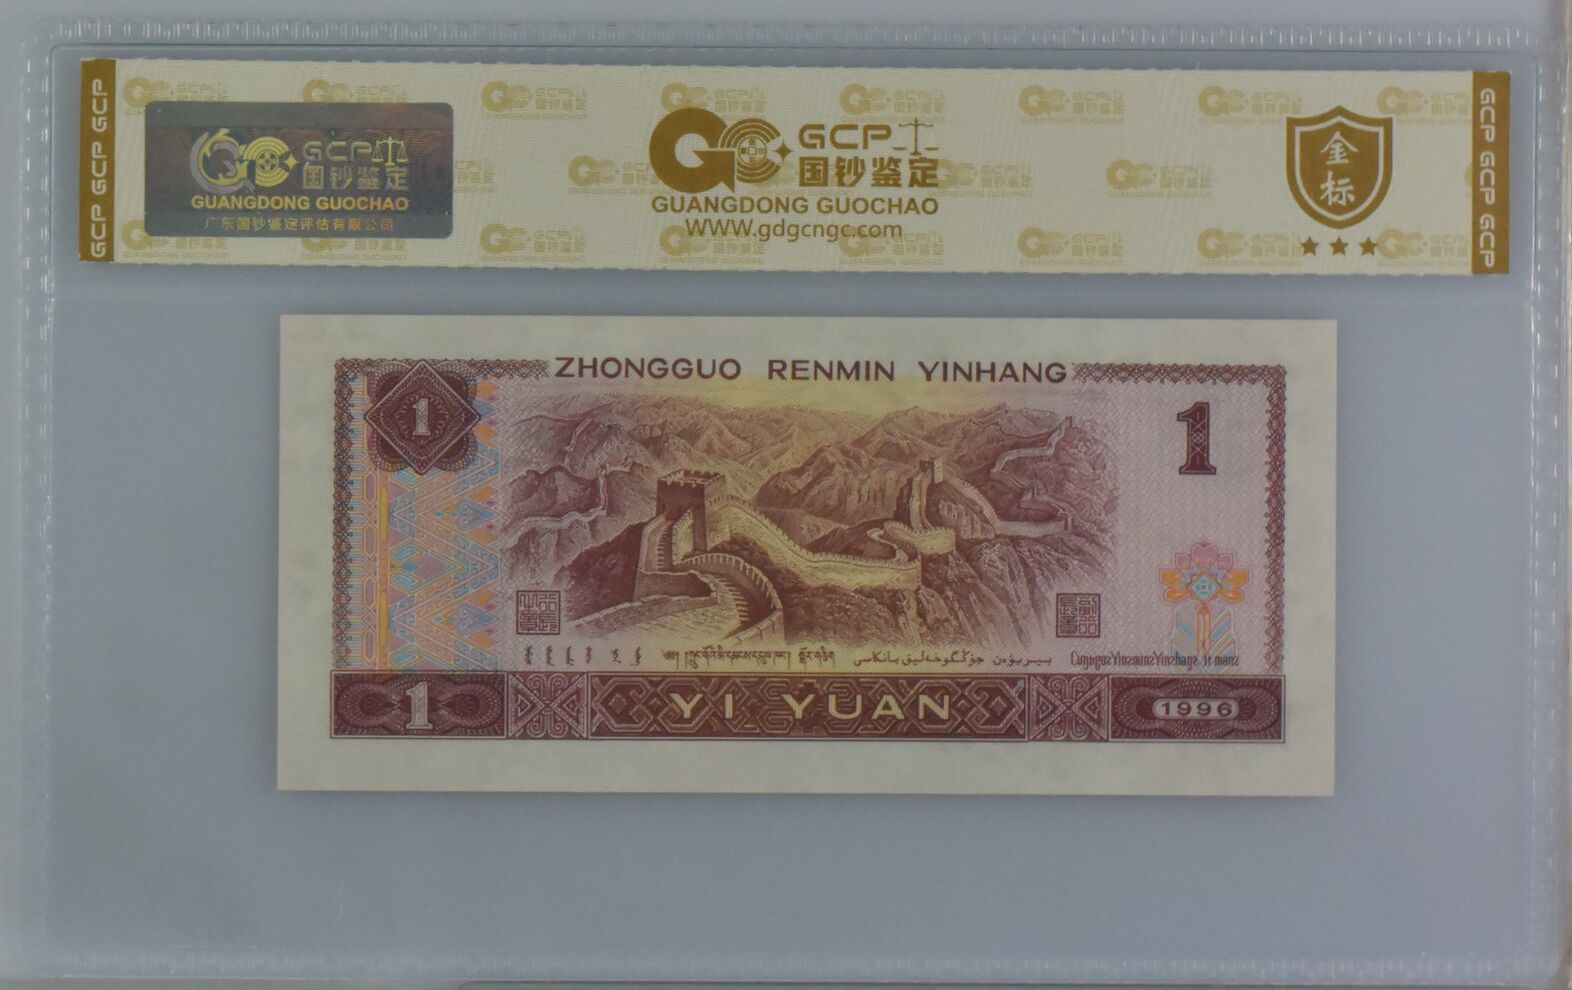 GCP GCP GCP
GCP
国钞鉴定
GUANGDONG GUOCHAO
广东国钞鉴定评估有限公司
GCP
国钞鉴定
GUANGDONG GUOCHAO
WWW.gdgcngc.com
金
标
GCP GCP GCP
ZHONGGUO RENMIN YINHANG
1
1
1
YI YUAN
1996